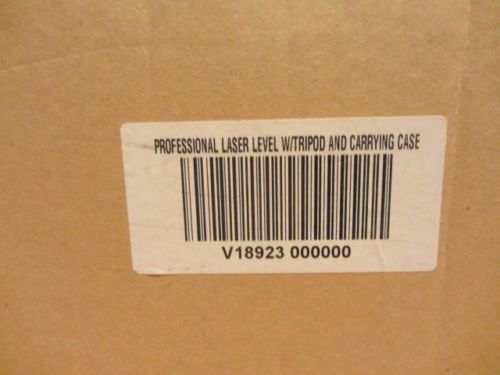 PROFESSIONAL LASER LEVEL W/TRIPOD AND CARRYING CASE
V18923 000000